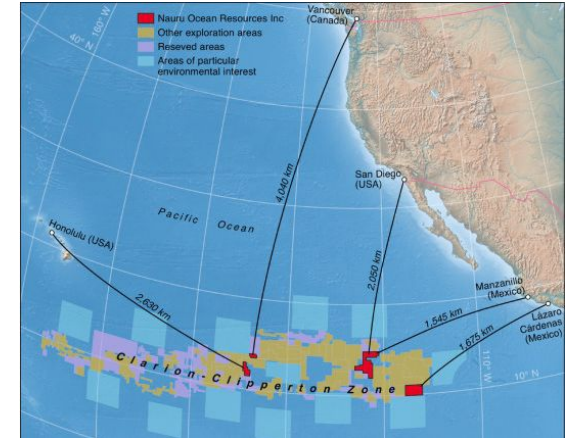 Vancouver
(Canada)
Nauru Ocean Resources Inc
Other exploration areas
Reseved areas
Areas of particular
environmental interest
160° W
40° N
4,040 km
San Diego
(USA)
Pacific Ocean
Honolulu (USA)
2,050 km
2,630 km
Manzanillo
(Mexico)
1,545 km
Lázaro
Cárdenas
(Mexico)
1,675 km
Clarion-Clipperton Zone
110° W
10° N